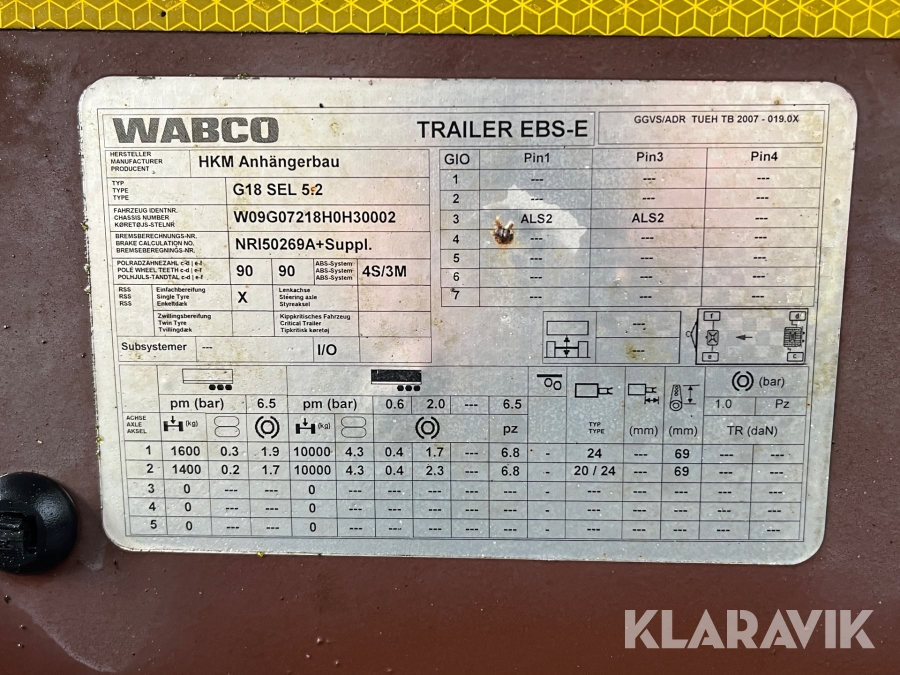 WABCO TRAILER EBS-E GGVS/ADR TUEH TB 2007 - 019.0X
HERSTELLER
MANUFACTURER
PRODUCENT
HKM Anhängerbau
TYP
TYPE
TYPE
G18 SEL 5.2
FAHRZEUG IDENTNR.
CHASSIS NUMBER
KØRETØJS-STELNR
W09G07218H0H30002
BREMSBERECHNUNGS-NR.
BRAKE CALCULATION NO.
BREMSEBEREGNINGS-NR.
NRI50269A+Suppl.
POLRADZÄHNEZAHL c-d | e-f
POLE WHEEL TEETH c-d | e-f
POLHJULS-TANDTAL c-d | e-f
90 90
ABS-System
ABS-System
ABS-System
4S/3M
RSS
RSS
RSS
Einfachbereifung
Single Tyre
Enkeltdæk
X
Lenkachse
Steering axle
Styreaksel
Zwillingsbereifung
Twin Tyre
Tvillingdæk
Kippkritisches Fahrzeug
Critical Trailer
Tipkritisk køretøj
Subsystemer --- I/O
GIO Pin1 Pin3 Pin4
1 --- --- ---
2 --- --- ---
3 ALS2 ALS2 ---
4 --- --- ---
5 --- --- ---
6 --- --- ---
7 --- --- ---
---
---
f d
e c
(bar)
pm (bar) 6.5 pm (bar) 0.6 2.0 --- 6.5 1.0 Pz
ACHSE
AXLE
AKSEL
(kg) (kg) pz
TYP
TYPE
(mm) (mm) TR (daN)
1 1600 0.3 1.9 10000 4.3 0.4 1.7 --- 6.8 - 24 --- 69 --- ---
2 1400 0.2 1.7 10000 4.3 0.4 2.3 --- 6.8 - 20 / 24 --- 69 --- ---
3 0 --- --- 0 --- --- --- --- --- - --- --- --- --- ---
4 0 --- --- 0 --- --- --- --- --- - --- --- --- --- ---
5 0 --- --- 0 --- --- --- --- --- - --- --- --- --- ---
KLARAVIK